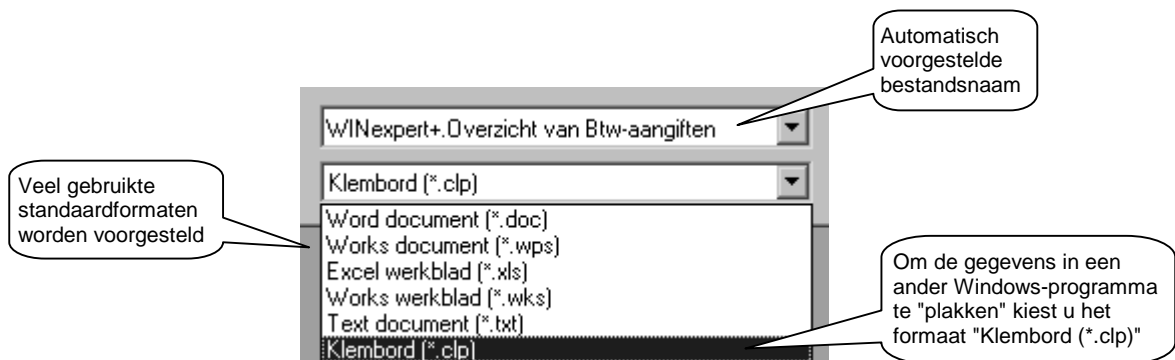 Automatisch
voorgestelde
bestandsnaam
WINexpert+.Overzicht van Btw-aangiften
Klembord (*.clp)
Veel gebruikte
standaardformaten
worden voorgesteld
Word document (*.doc)
Works document (*.wps)
Excel werkblad (*.xls)
Works werkblad (*.wks)
Text document (*.txt)
Klembord (*.clp)
Om de gegevens in een
ander Windows-programma
te "plakken" kiest u het
formaat "Klembord (*.clp)"